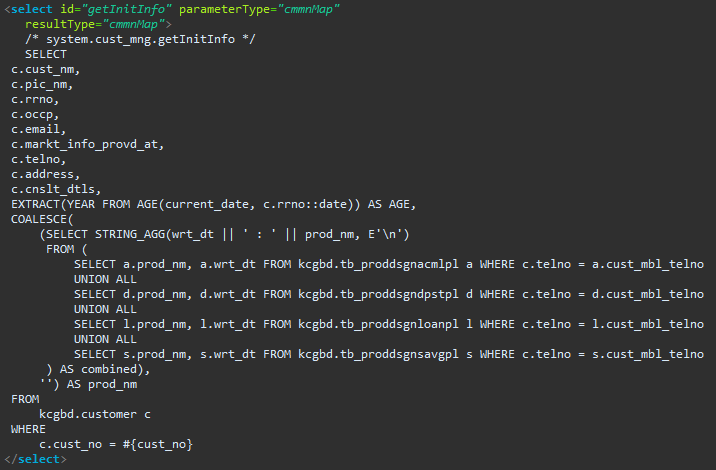 <select id="getInitInfo" parameterType="cmmnMap"
resultType="cmmnMap">
/* system.cust_mng.getInitInfo */
SELECT
c.cust_nm,
c.pic_nm,
c.rrno,
c.occp,
c.email,
c.markt_info_provd_at,
c.telno,
c.address,
c.cnslt_dtls,
EXTRACT(YEAR FROM AGE(current_date, c.rrno::date)) AS AGE,
COALESCE(
(SELECT STRING_AGG(wrt_dt || ' : ' || prod_nm, E'\n')
FROM (
SELECT a.prod_nm, a.wrt_dt FROM kcgbd.tb_proddsgnacmlpl a WHERE c.telno = a.cust_mbl_telno
UNION ALL
SELECT d.prod_nm, d.wrt_dt FROM kcgbd.tb_proddsgndpstpl d WHERE c.telno = d.cust_mbl_telno
UNION ALL
SELECT l.prod_nm, l.wrt_dt FROM kcgbd.tb_proddsgnloanpl l WHERE c.telno = l.cust_mbl_telno
UNION ALL
SELECT s.prod_nm, s.wrt_dt FROM kcgbd.tb_proddsgnsavgpl s WHERE c.telno = s.cust_mbl_telno
) AS combined),
'') AS prod_nm
FROM
kcgbd.customer c
WHERE
c.cust_no = #{cust_no}
</select>